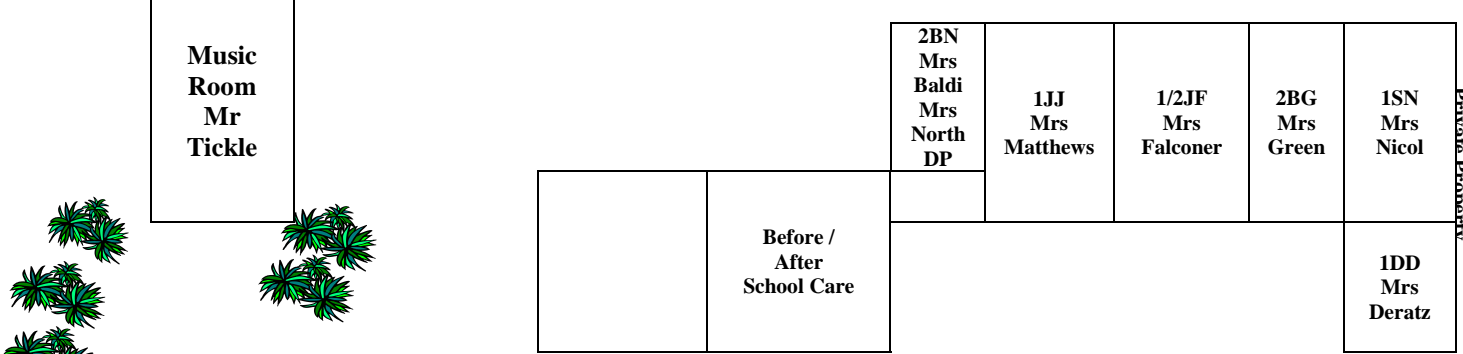 Music
Room
Mr
Tickle
2BN
Mrs
Baldi
Mrs
North
DP
1JJ
Mrs
Matthews
1/2JF
Mrs
Falconer
2BG
Mrs
Green
1SN
Mrs
Nicol
Private Property
Before /
After
School Care
1DD
Mrs
Deratz